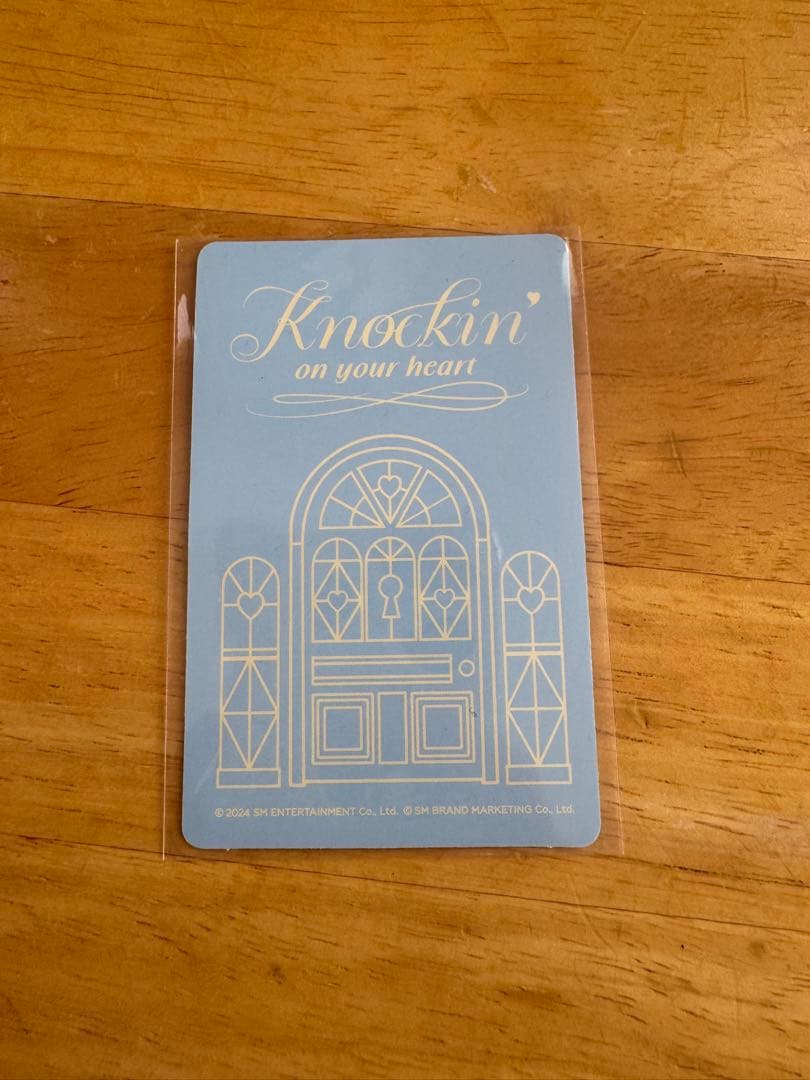 Knockin'
on your heart
© 2024 SM ENTERTAINMENT Co., Ltd. © SM BRAND MARKETING Co., Ltd.